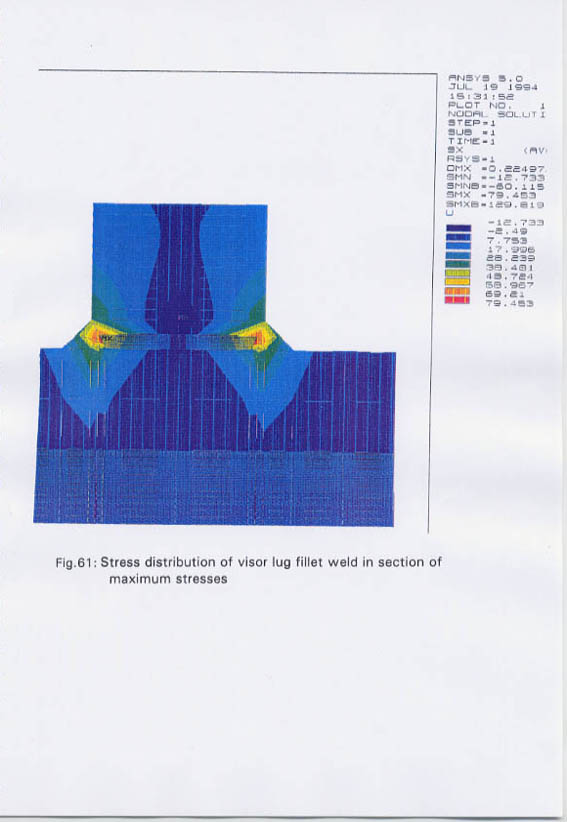 ANSYS 5.0
JUL 19 1994
15:31:52
PLOT NO. 1
NODAL SOLUTI
STEP=1
SUB =1
TIME=1
SX (AV
RSYS=1
DMX =0.22497
SMN =-12.733
SMNB=-60.115
SMX =79.453
SMXB=129.819
U
-12.733
-2.49
7.753
17.996
28.239
38.481
48.724
58.967
69.21
79.453
MX
Fig.61: Stress distribution of visor lug fillet weld in section of
maximum stresses